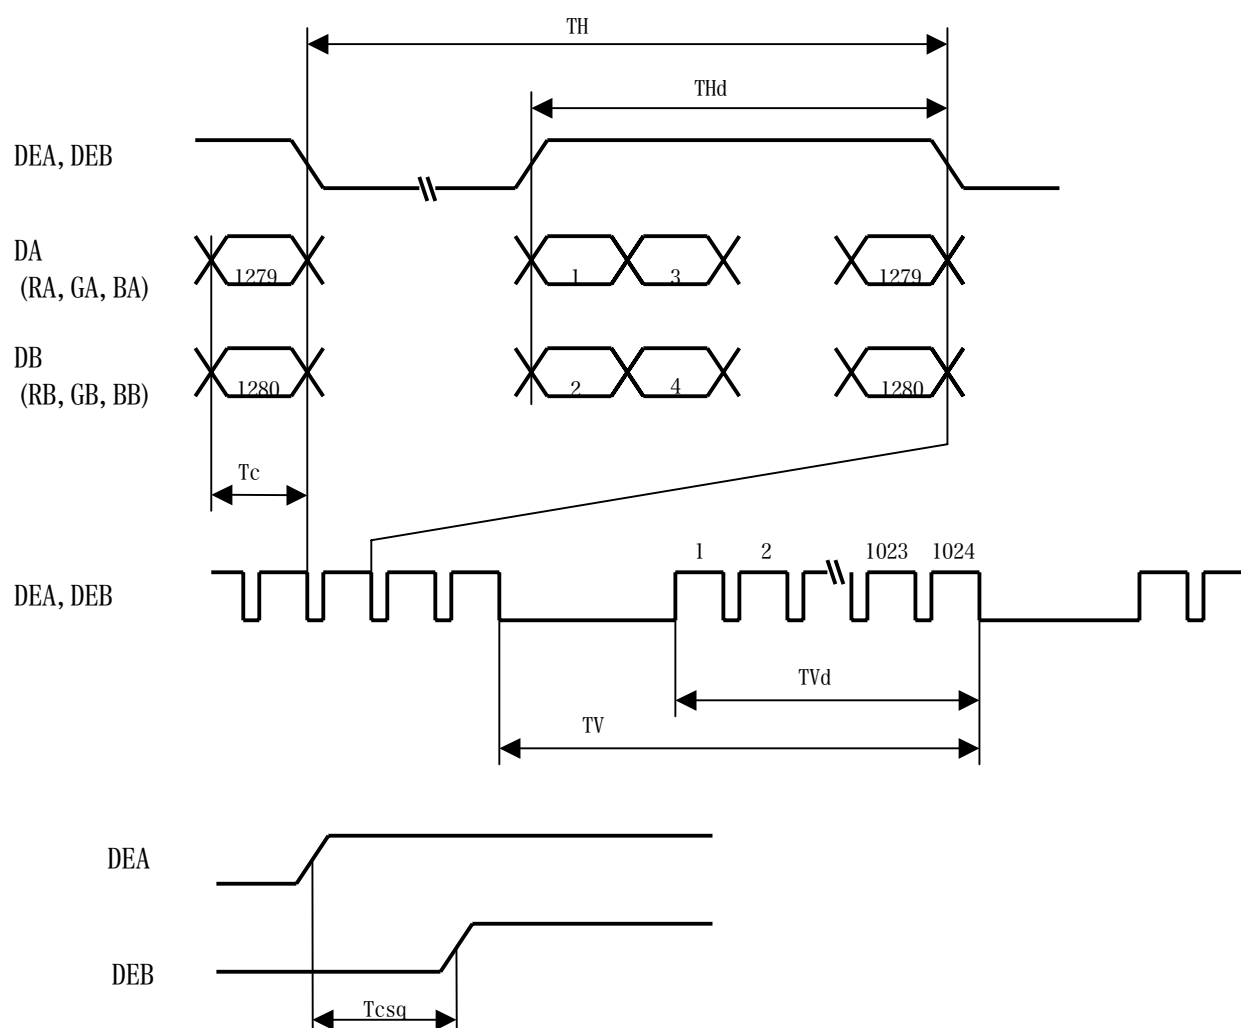 TH
THd
DEA, DEB
DA
(RA, GA, BA)
1279 1 3 1279
DB
(RB, GB, BB)
1280 2 4 1280
Tc
1 2 1023 1024
DEA, DEB
TVd
TV
DEA
DEB
Tcsq